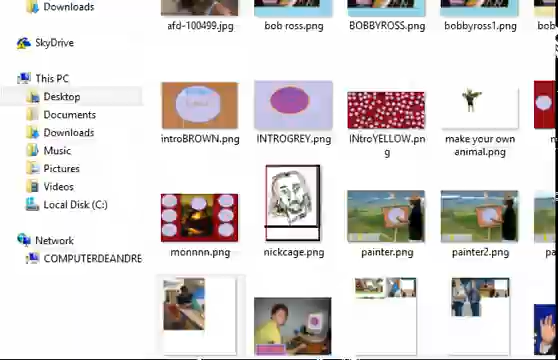 Downloads
SkyDrive
This PC
Desktop
Documents
Downloads
Music
Pictures
Videos
Local Disk (C:)
Network
COMPUTERDEANDRE
afd-100499.jpg
bob ross.png
BOBBYROSS.png
bobbyross1.png
introBROWN.png
INTROGREY.png
INtroYELLOW.pn
g
make your own
animal.png
monnnn.png
nickcage.png
painter.png
painter2.png